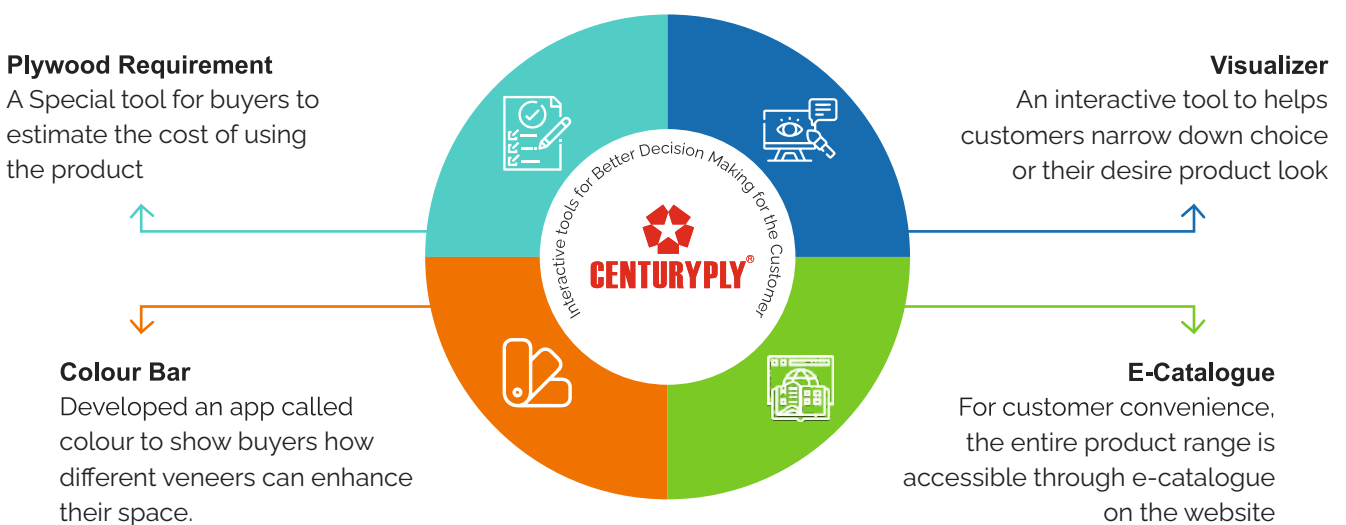 Plywood Requirement
A Special tool for buyers to
estimate the cost of using
the product
Visualizer
An interactive tool to helps
customers narrow down choice
or their desire product look
Interactive tools for Better Decision Making for the Customer
CENTURYPLY®
Colour Bar
Developed an app called
colour to show buyers how
different veneers can enhance
their space.
E-Catalogue
For customer convenience,
the entire product range is
accessible through e-catalogue
on the website